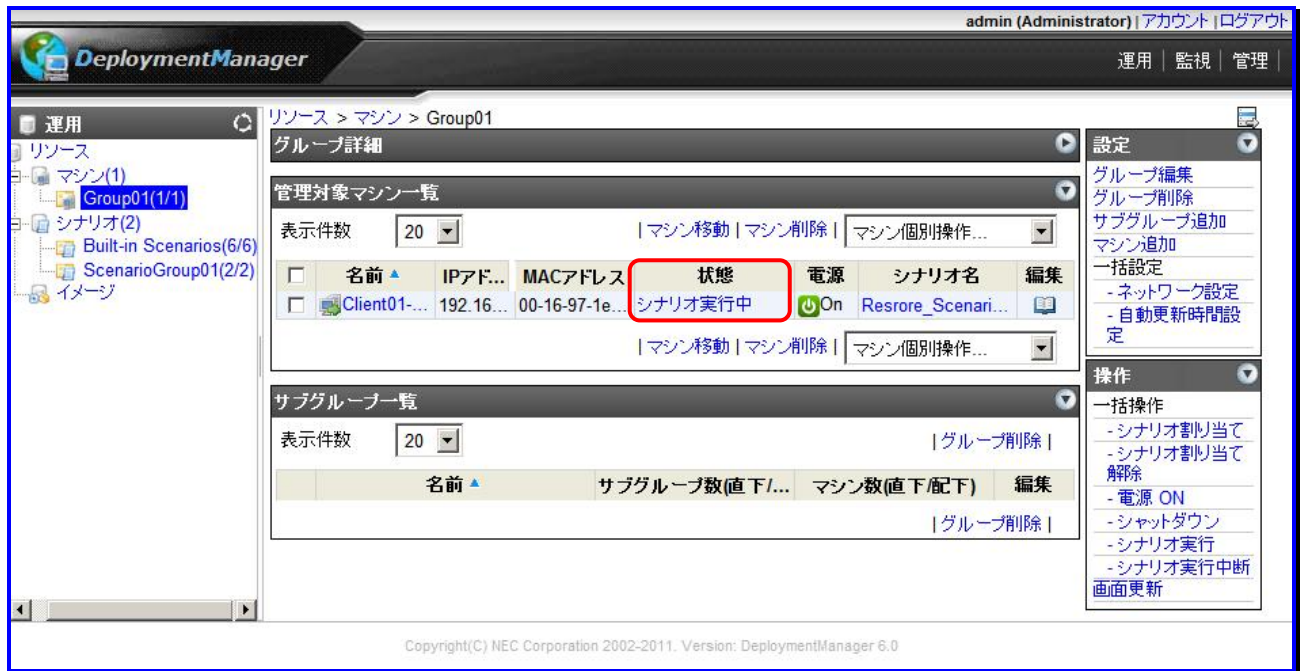 admin (Administrator) | アカウント | ログアウト
DeploymentManager
運用 | 監視 | 管理 |
運用
リソース
マシン(1)
Group01(1/1)
シナリオ(2)
Built-in Scenarios(6/6)
ScenarioGroup01(2/2)
イメージ
リソース > マシン > Group01
グループ詳細
管理対象マシン一覧
表示件数 20 | マシン移動 | マシン削除 | マシン個別操作...
名前 IPアド... MACアドレス 状態 電源 シナリオ名 編集
Client01-... 192.16... 00-16-97-1e... シナリオ実行中 On Resrore_Scenari...
| マシン移動 | マシン削除 | マシン個別操作...
サブグループ一覧
表示件数 20 | グループ削除 |
名前 サブグループ数(直下/... マシン数(直下/配下) 編集
| グループ削除 |
設定
グループ編集
グループ削除
サブグループ追加
マシン追加
一括設定
- ネットワーク設定
- 自動更新時間設
定
操作
一括操作
- シナリオ割り当て
- シナリオ割り当て
解除
- 電源 ON
- シャットダウン
- シナリオ実行
- シナリオ実行中断
画面更新
Copyright(C) NEC Corporation 2002-2011. Version: DeploymentManager 6.0